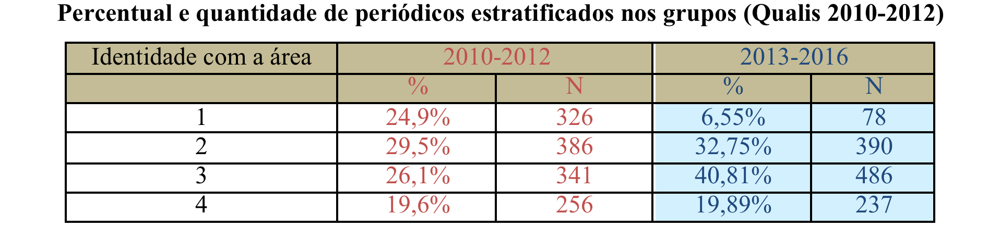 Percentual e quantidade de periódicos estratificados nos grupos (Qualis 2010-2012)
Identidade com a área 2010-2012 2013-2016
% N % N
1 24,9% 326 6,55% 78
2 29,5% 386 32,75% 390
3 26,1% 341 40,81% 486
4 19,6% 256 19,89% 237